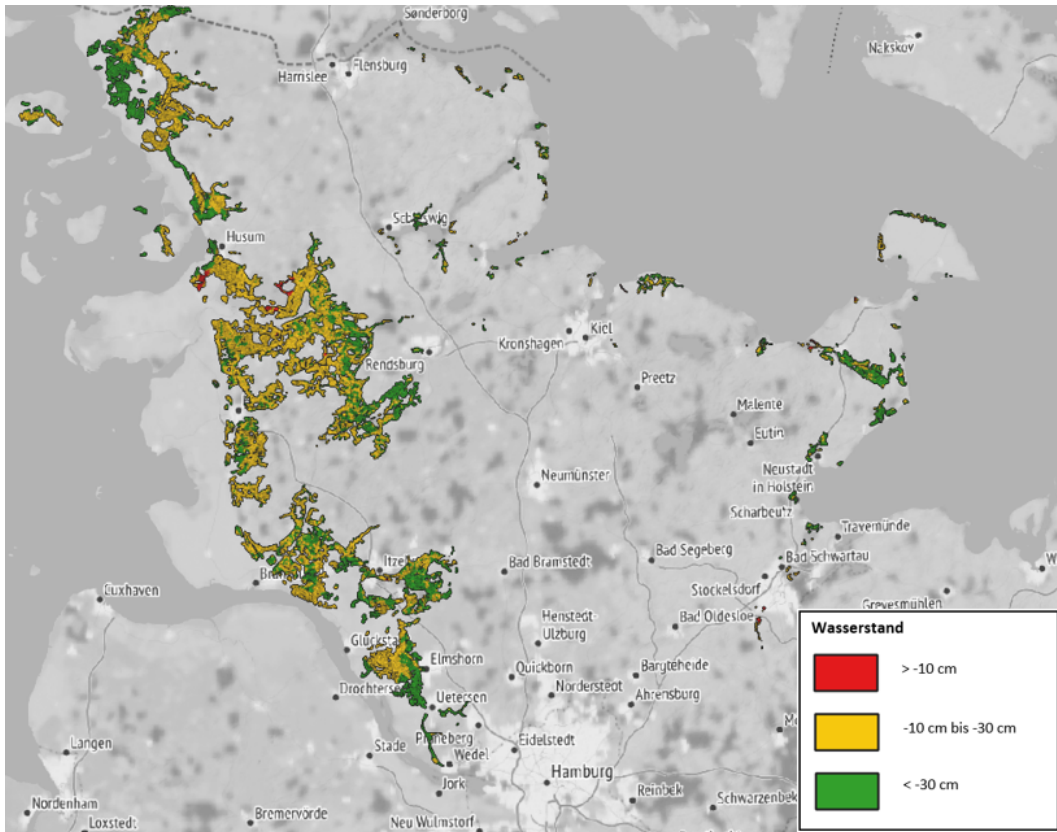 Sønderborg
Nakskov
Harrislee
Flensburg
Schleswig
Husum
Kiel
Kronshagen
Rendsburg
Preetz
Malente
Eutin
Neumünster
Neustadt
in Holstein
Scharbeutz
Travemünde
Bad Segeberg
Bad Schwartau
Itze
Bad Bramstedt
Cuxhaven
Stockelsdorf
W
Grevesmühlen
Henstedt-
Ulzburg
Bad Oldesloe
Glücksta
Elmshorn
Quickborn
Bargteheide
Drochterse
Norderstedt
Ahrensburg
Uetersen
Pinneberg
Wedel
Eidelstedt
Langen
Stade
Hamburg
Jork
Reinbek
Schwarzenbek
Nordenham
Loxstedt
Bremervörde
Neu Wulmstorf
Wasserstand
> -10 cm
-10 cm bis -30 cm
< -30 cm